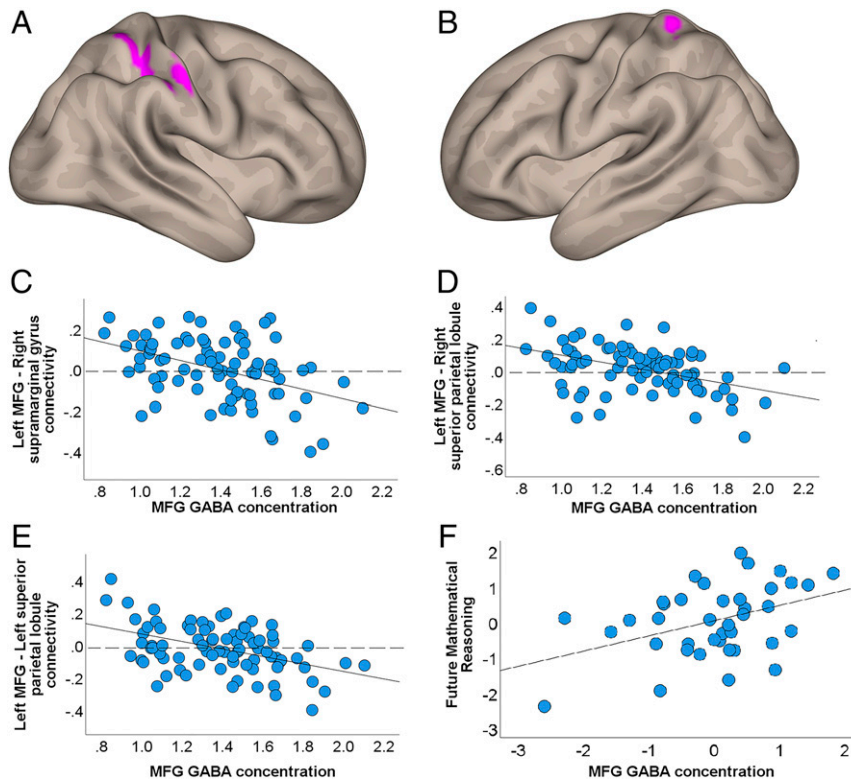 A
B
C
Left MFG - Right
supramarginal gyrus
connectivity
.2
.0
-.2
-.4
.8 1.0 1.2 1.4 1.6 1.8 2.0 2.2
MFG GABA concentration
D
Left MFG - Right
superior parietal lobule
connectivity
.4
.2
.0
-.2
-.4
-.6
.8 1.0 1.2 1.4 1.6 1.8 2.0 2.2
MFG GABA concentration
E
Left MFG - Left superior
parietal lobule
connectivity
.4
.2
.0
-.2
-.4
.8 1.0 1.2 1.4 1.6 1.8 2.0 2.2
MFG GABA concentration
F
Future Mathematical
Reasoning
2
1
0
-1
-2
-3
-3 -2 -1 0 1 2
MFG GABA concentration